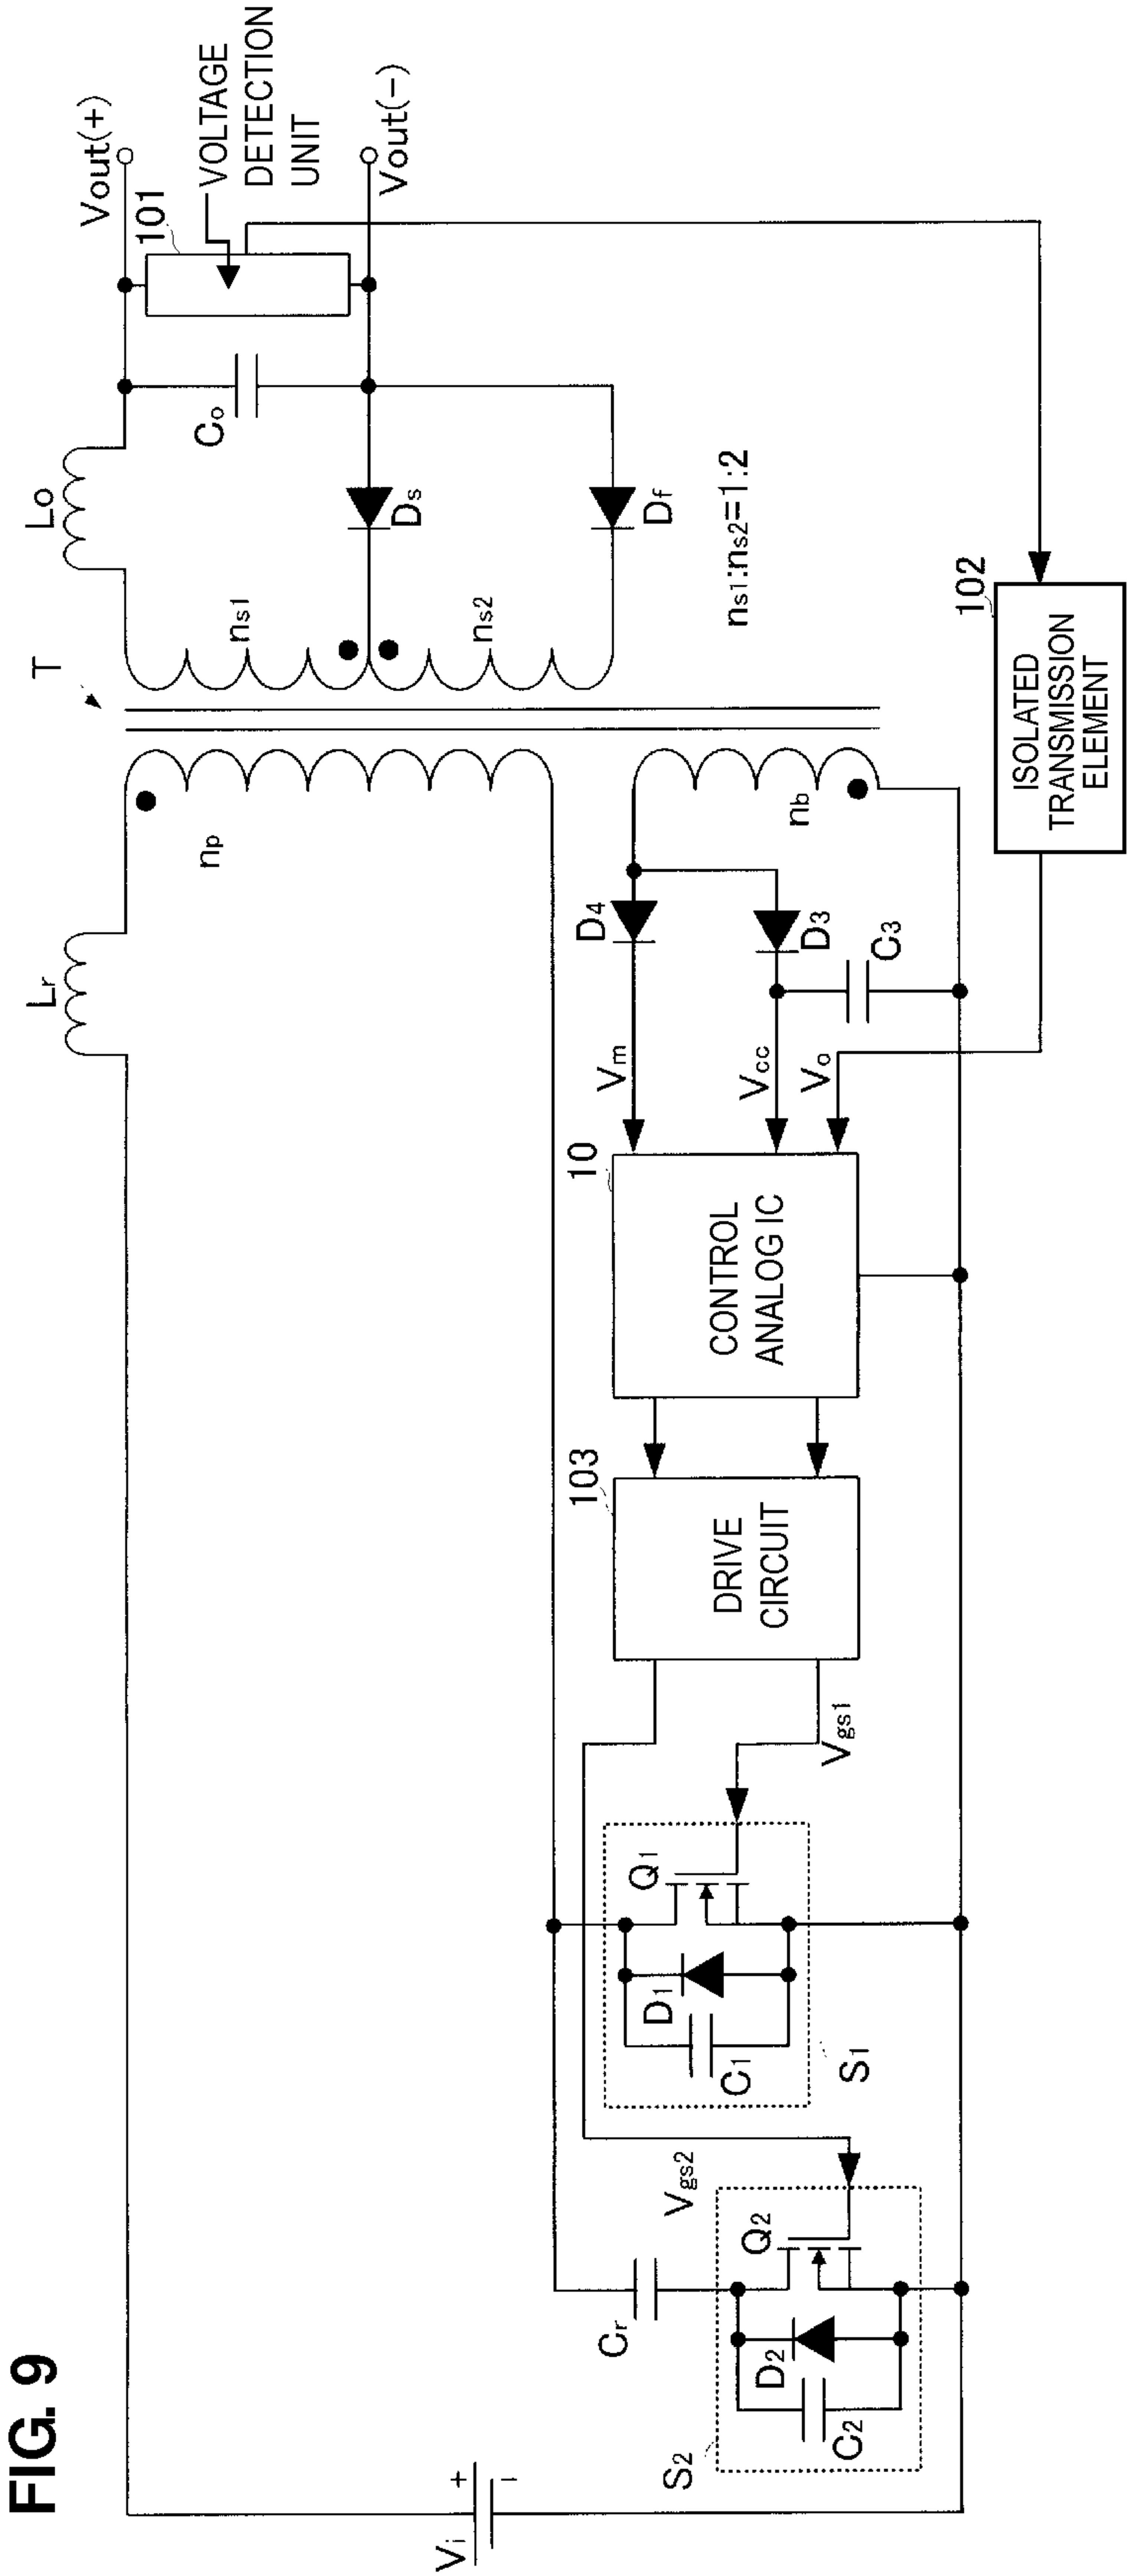 FIG. 9
Vi
+
−
Lr
T
np
ns1
ns2
Lo
Co
Ds
Df
ns1:ns2=1:2
Vout(+)
101
VOLTAGE
DETECTION
UNIT
Vout(-)
102
ISOLATED
TRANSMISSION
ELEMENT
nb
D4
D3
C3
Vm
Vcc
Vo
10
CONTROL
ANALOG IC
103
DRIVE
CIRCUIT
Vgs1
Q1
D1
C1
S1
Vgs2
Cr
Q2
D2
C2
S2